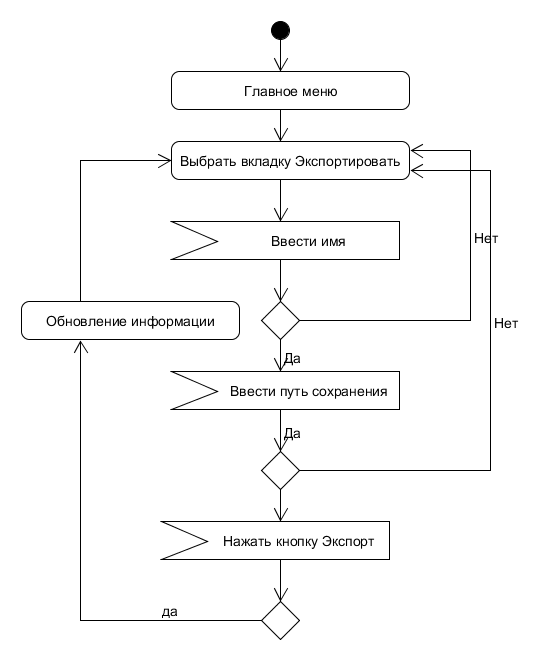 Главное меню
Выбрать вкладку Экспортировать
Нет
Ввести имя
Обновление информации
Нет
Да
Ввести путь сохранения
Да
Нажать кнопку Экспорт
да